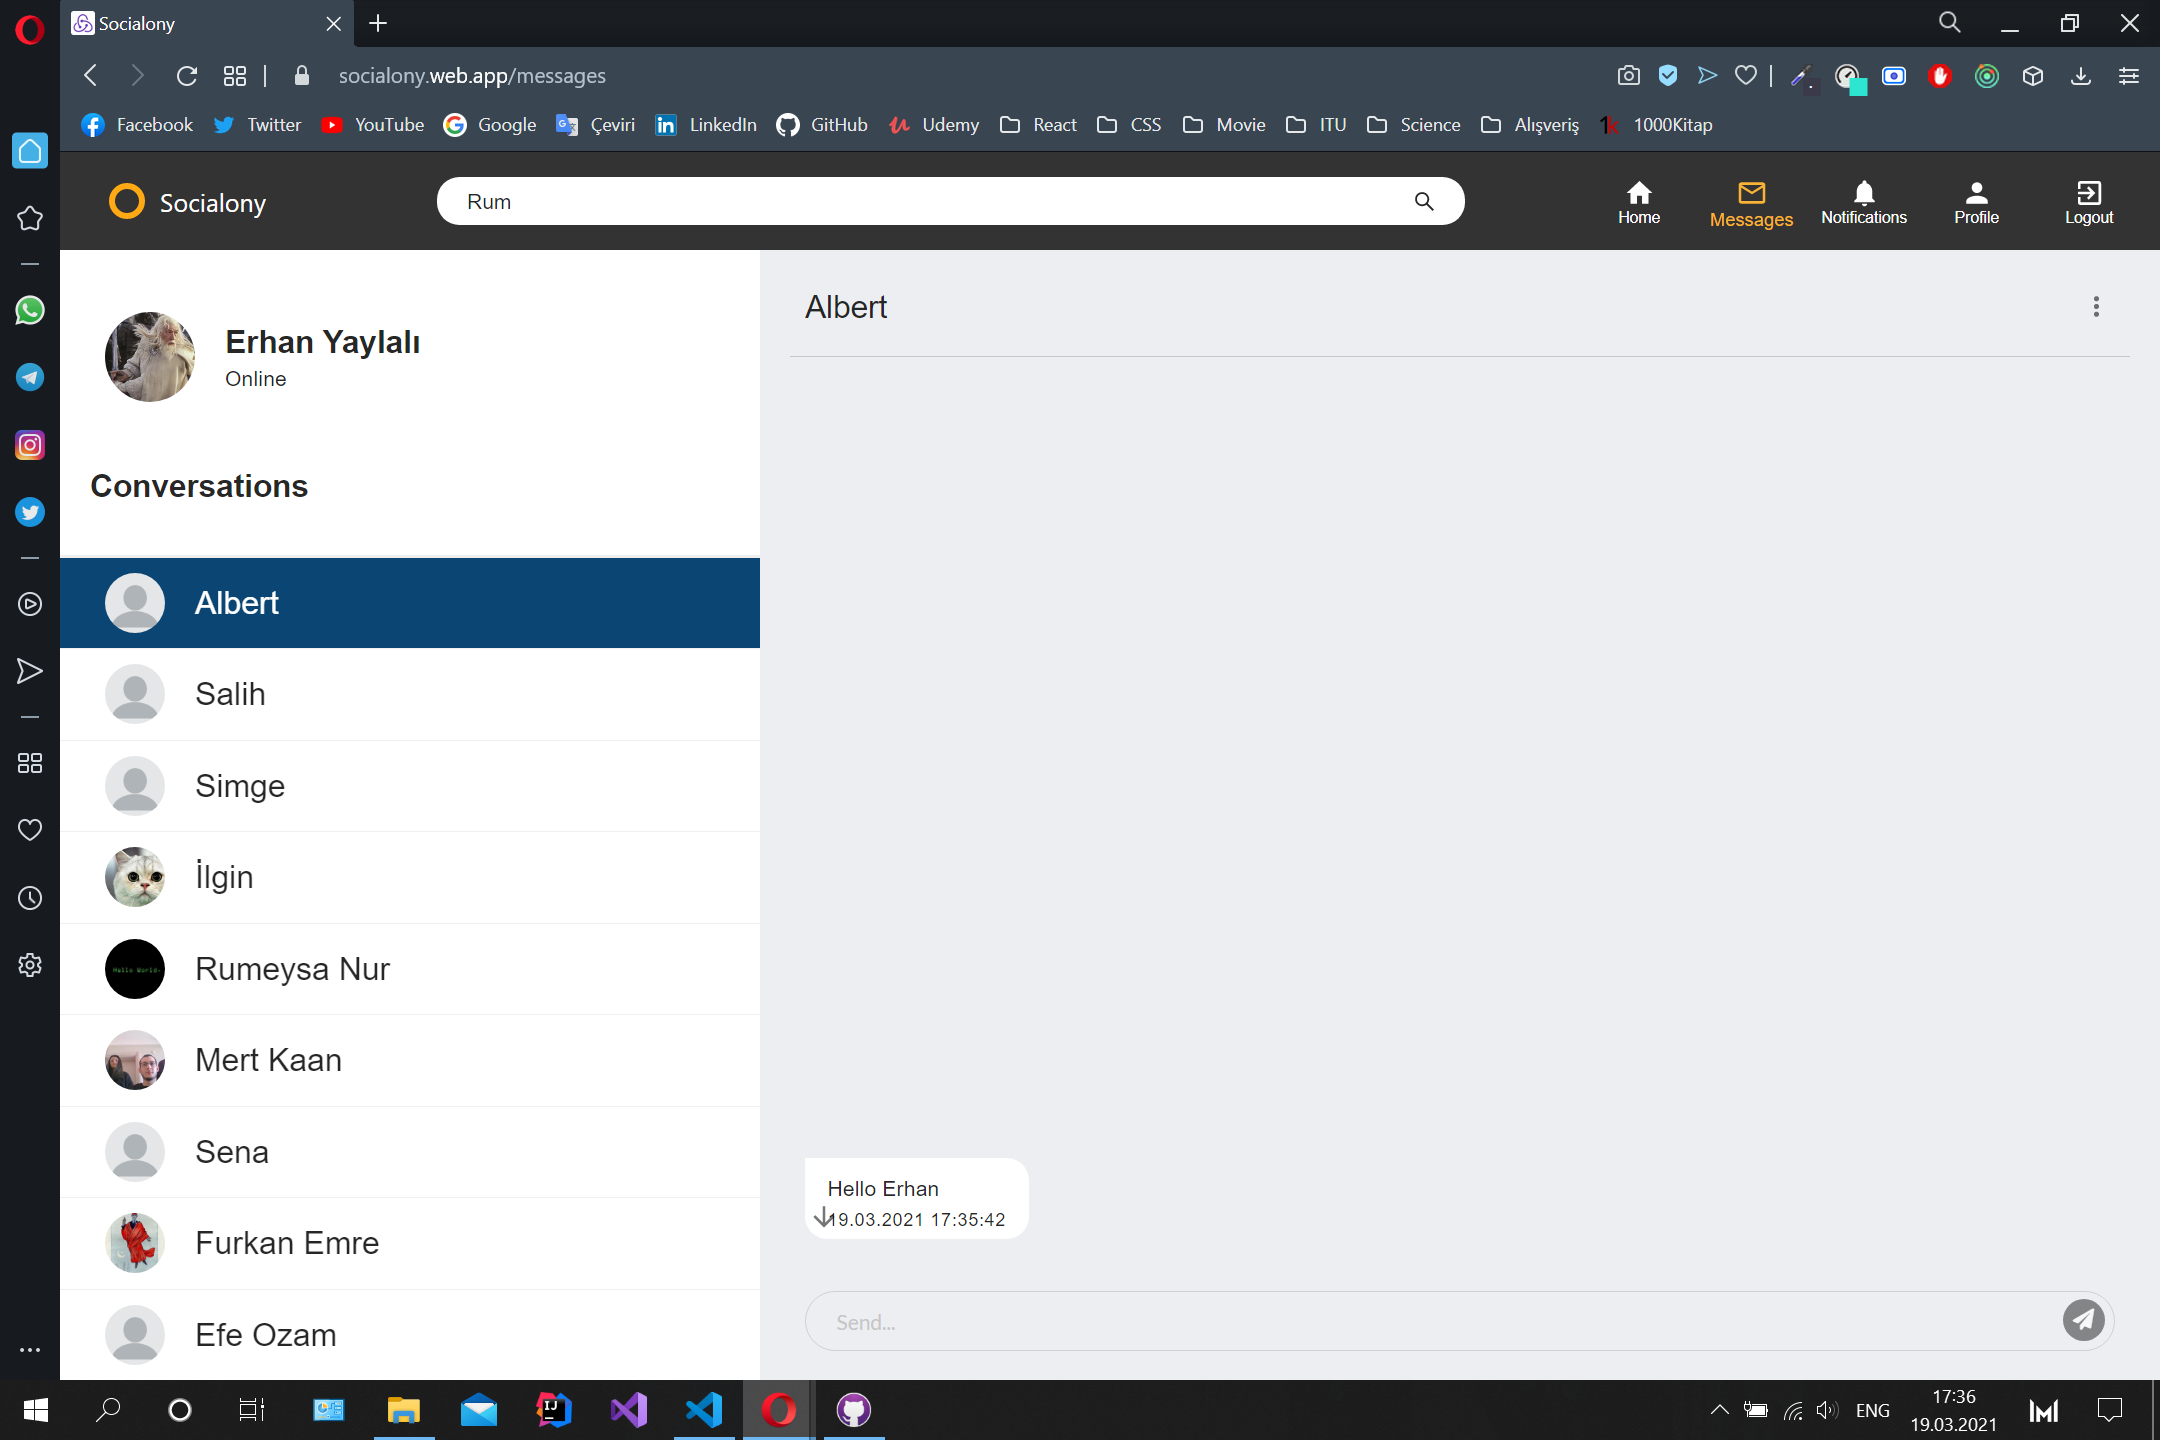 Socialony
socialony.web.app/messages
Facebook Twitter YouTube Google Çeviri LinkedIn GitHub Udemy React CSS Movie ITU Science Alışveriş 1000Kitap
Socialony
Rum
Home
Messages
Notifications
Profile
Logout
Erhan Yaylalı
Online
Conversations
Albert
Salih
Simge
İlgin
Hello World.
Rumeysa Nur
Mert Kaan
Sena
Furkan Emre
Efe Ozam
Albert
Hello Erhan
19.03.2021 17:35:42
Send...
ENG
17:36
19.03.2021